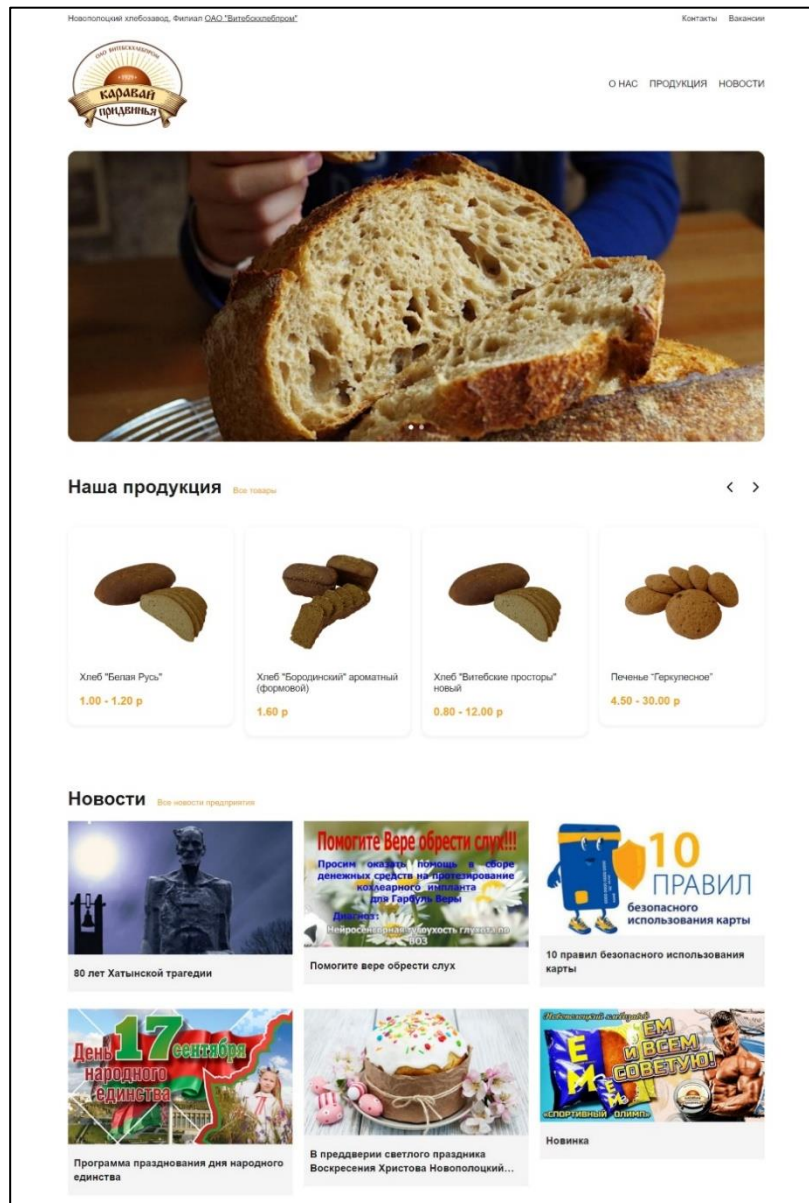 Новополоцкий хлебозавод, Филиал ОАО "Витебскхлебпром"
Контакты Вакансии
ОАО ВИТЕБСКХЛЕБПРОМ
КАРАВАЙ
ПРИДВИНЬЯ
О НАС ПРОДУКЦИЯ НОВОСТИ
Наша продукция Все товары
Хлеб "Белая Русь"
1.00 - 1.20 р
Хлеб "Бородинский" ароматный
(формовой)
1.60 р
Хлеб "Витебские просторы"
новый
0.80 - 12.00 р
Печенье "Геркулесное"
4.50 - 30.00 р
Новости Все новости предприятия
80 лет Хатынской трагедии
Помогите Вере обрести слух!!!
Просим оказать помощь в сборе
денежных средств на протезирование
кохлеарного импланта
для Гарбуль Веры
Диагноз:
Нейросенсорная тугоухость глухота по
ВОЗ
Помогите вере обрести слух
10
ПРАВИЛ
безопасного
использования карты
10 правил безопасного использования
карты
День 17 сентября
народного
единства
Программа празднования дня народного
единства
В преддверии светлого праздника
Воскресения Христова Новополоцкий...
Новополоцкий хлебозавод
ЕМ
И ВСЕМ
СОВЕТУЮ!
«СПОРТИВНЫЙ ОЛИМП»
Новинка